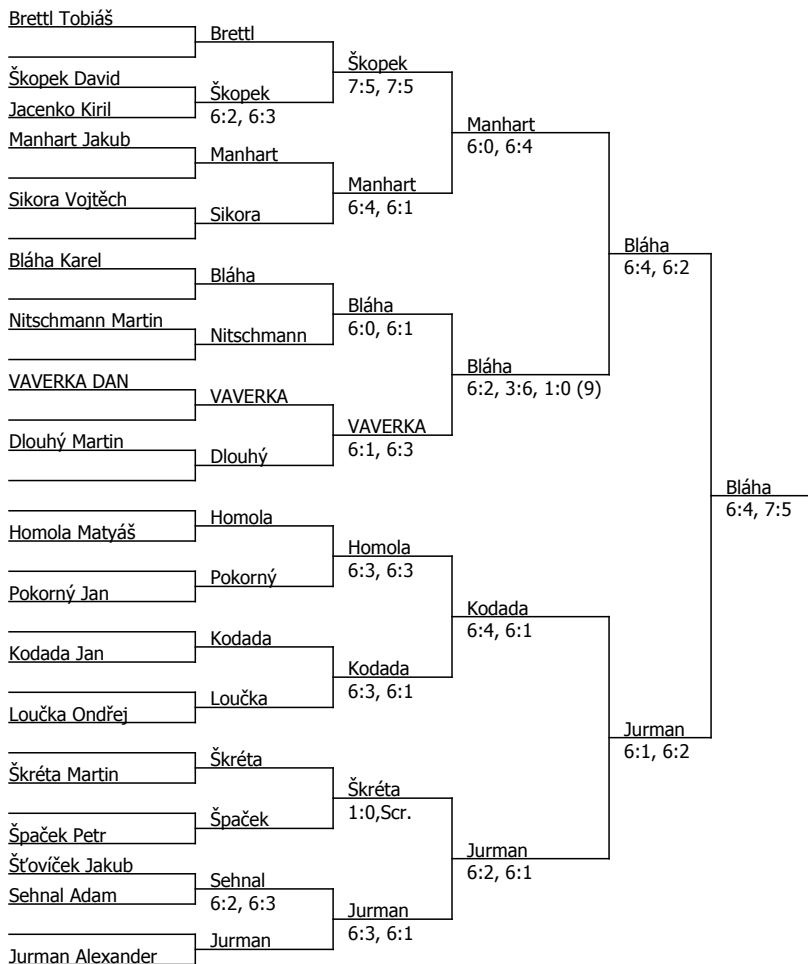 Brettl Tobiáš
Škopek David
Jacenko Kiril
Manhart Jakub
Sikora Vojtěch
Bláha Karel
Nitschmann Martin
VAVERKA DAN
Dlouhý Martin
Homola Matyáš
Pokorný Jan
Kodada Jan
Loučka Ondřej
Škréta Martin
Špaček Petr
Šťovíček Jakub
Sehnal Adam
Jurman Alexander
Brettl
Škopek
6:2, 6:3
Manhart
Sikora
Bláha
Nitschmann
VAVERKA
Dlouhý
Homola
Pokorný
Kodada
Loučka
Škréta
Špaček
Sehnal
6:2, 6:3
Jurman
Škopek
7:5, 7:5
Manhart
6:4, 6:1
Bláha
6:0, 6:1
VAVERKA
6:1, 6:3
Homola
6:3, 6:3
Kodada
6:3, 6:1
Škréta
1:0,Scr.
Jurman
6:3, 6:1
Manhart
6:0, 6:4
Bláha
6:2, 3:6, 1:0 (9)
Kodada
6:4, 6:1
Jurman
6:2, 6:1
Bláha
6:4, 6:2
Jurman
6:1, 6:2
Bláha
6:4, 7:5